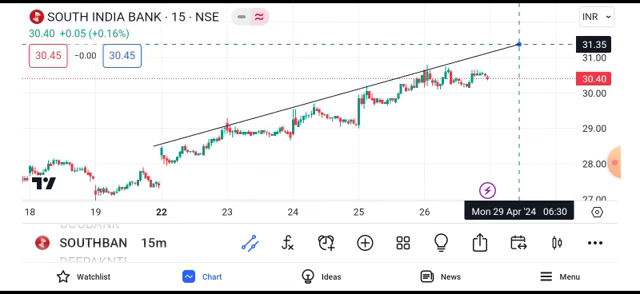 SOUTH INDIA BANK · 15 · NSE
INR
30.40 +0.05 (+0.16%)
30.45 −0.00 30.45
31.35
31.00
30.40
30.00
29.00
28.00
27.00
18 19 22 23 24 25 26 Mon 29 Apr '24 06:30
SOUTHBAN 15m
Watchlist Chart Ideas News Menu